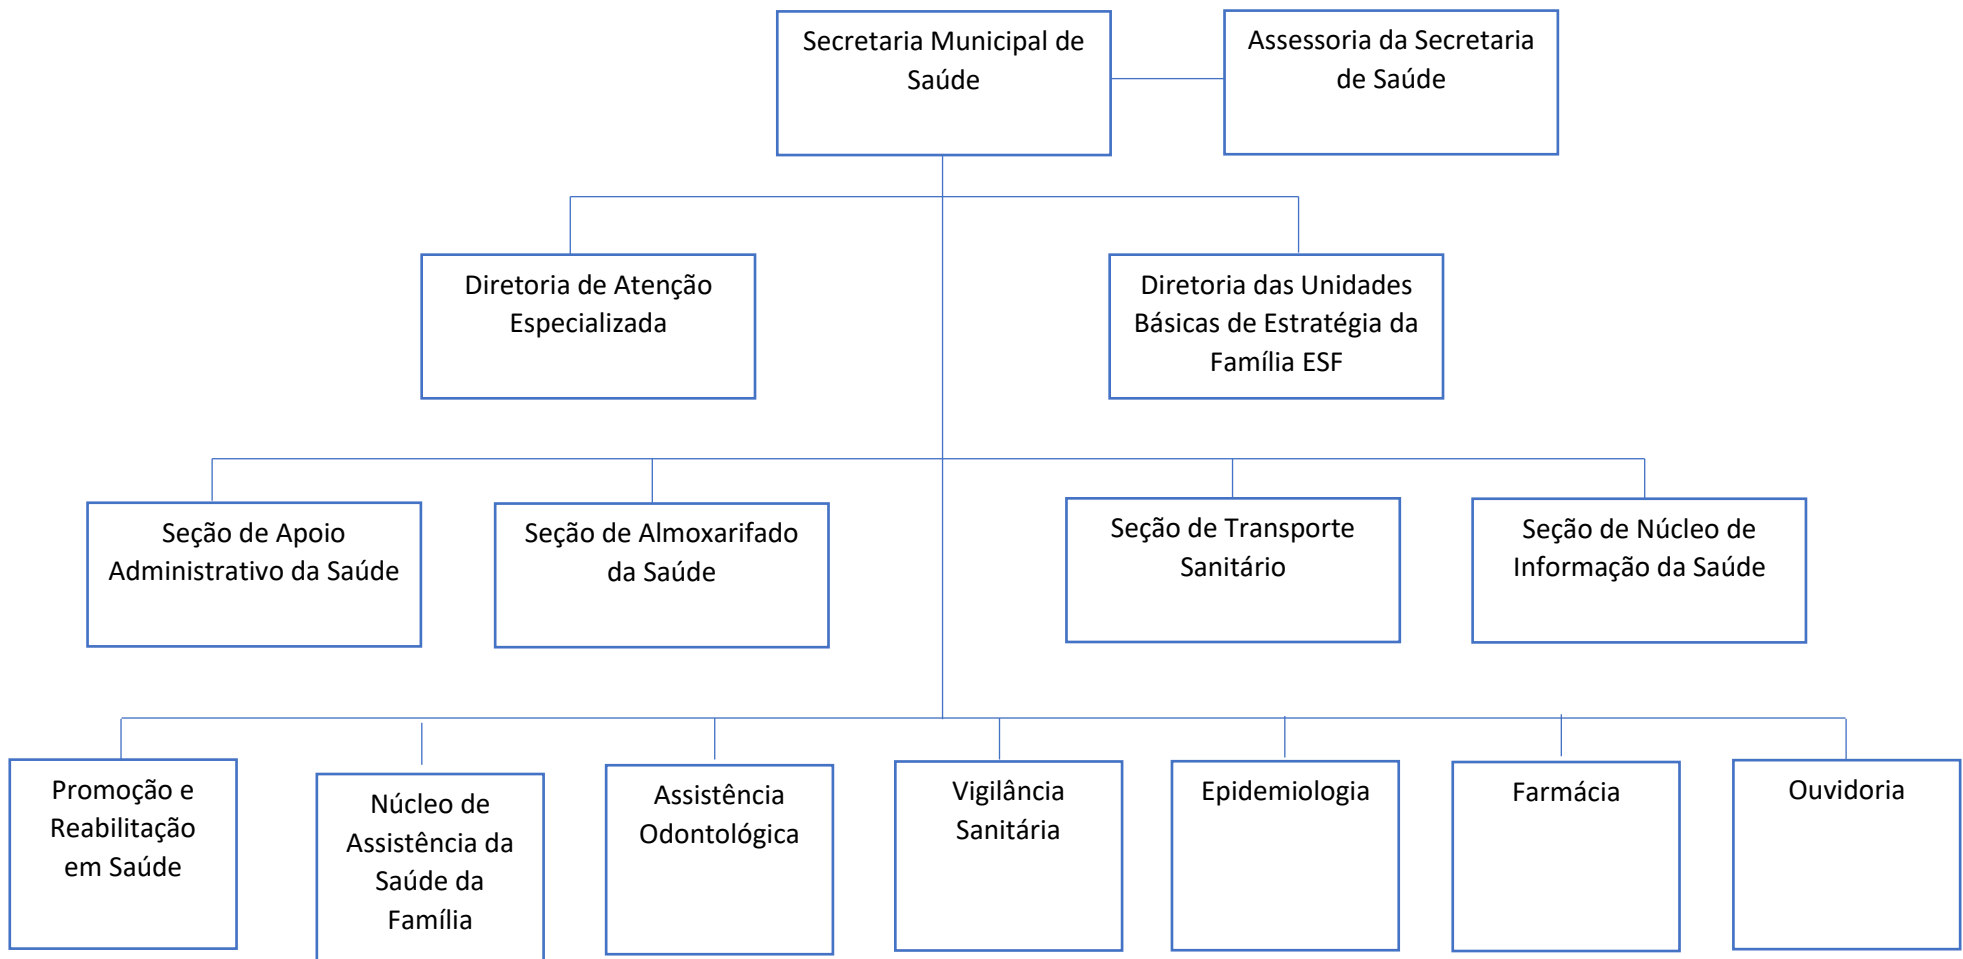 Secretaria Municipal de
Saúde
Assessoria da Secretaria
de Saúde
Diretoria de Atenção
Especializada
Diretoria das Unidades
Básicas de Estratégia da
Família ESF
Seção de Apoio
Administrativo da Saúde
Seção de Almoxarifado
da Saúde
Seção de Transporte
Sanitário
Seção de Núcleo de
Informação da Saúde
Promoção e
Reabilitação
em Saúde
Núcleo de
Assistência da
Saúde da
Família
Assistência
Odontológica
Vigilância
Sanitária
Epidemiologia
Farmácia
Ouvidoria